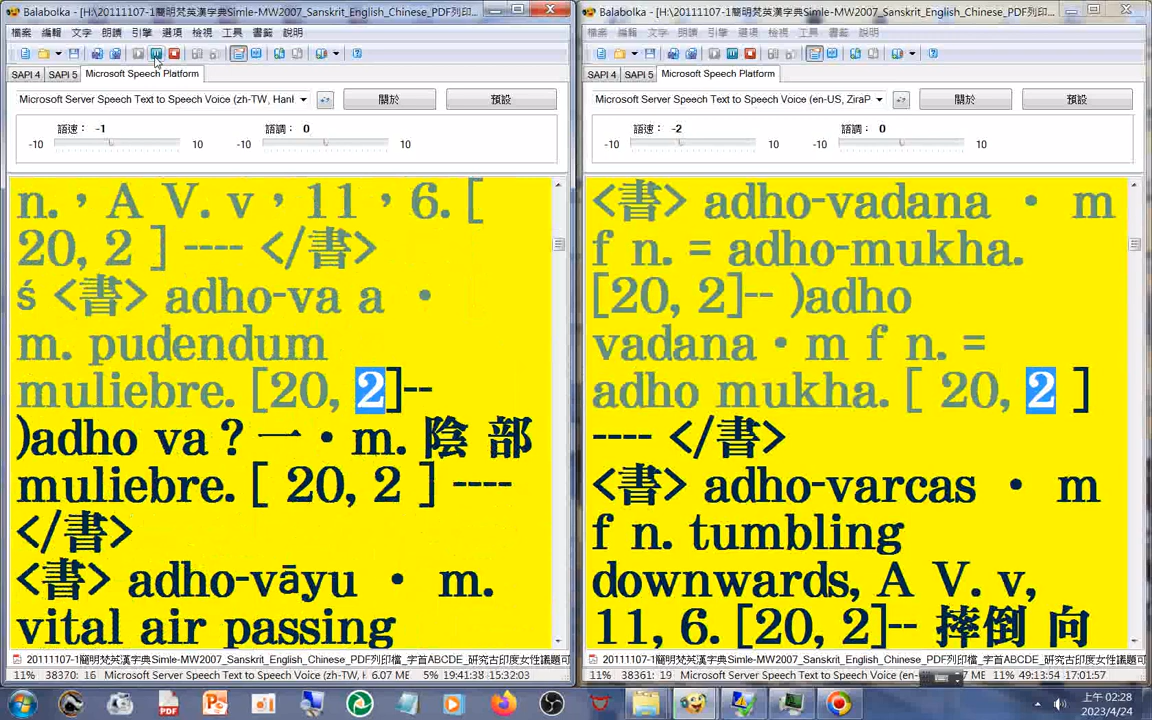 Balabolka - [H:\20111107-1簡明梵英漢字典Simle-MW2007_Sanskrit_English_Chinese_PDF列印...
檔案 編輯 文字 朗讀 引擎 選項 檢視 工具 書籤 說明
SAPI 4 SAPI 5 Microsoft Speech Platform
Microsoft Server Speech Text to Speech Voice (zh-TW, Hanl 關於 預設
語速： -1 語調： 0
-10 10 -10 10
n.，A V. v，11，6. [
20, 2 ] ---- </書>
ś <書> adho-va a ・
m. pudendum
muliebre. [20, 2]--
)adho va？一・m. 陰 部
muliebre. [ 20, 2 ] ----
</書>
<書> adho-vāyu ・ m.
vital air passing
20111107-1簡明梵英漢字典Simle-MW2007_Sanskrit_English_Chinese_PDF列印檔_字首ABCDE_研究古印度女性議題可
11% 38370: 16 Microsoft Server Speech Text to Speech Voice (zh-TW, H 6.07 ME 5% 19:41:38-15:32:03
Balabolka - [H:\20111107-1簡明梵英漢字典Simle-MW2007_Sanskrit_English_Chinese_PDF列印...
檔案 編輯 文字 朗讀 引擎 選項 檢視 工具 書籤 說明
SAPI 4 SAPI 5 Microsoft Speech Platform
Microsoft Server Speech Text to Speech Voice (en-US, ZiraP 關於 預設
語速： -2 語調： 0
-10 10 -10 10
<書> adho-vadana ・ m
f n. = adho-mukha.
[20, 2]-- )adho
vadana・m f n. =
adho mukha. [ 20, 2 ]
---- </書>
<書> adho-varcas ・ m
f n. tumbling
downwards, A V. v,
11, 6. [20, 2]-- 摔倒 向
20111107-1簡明梵英漢字典Simle-MW2007_Sanskrit_English_Chinese_PDF列印檔_字首ABCDE_研究古印度女性議題可
11% 38361: 19 Microsoft Server Speech Text to Speech Voice (en- ME 11% 49:13:54-17:01:57
上午 02:28
2023/4/24